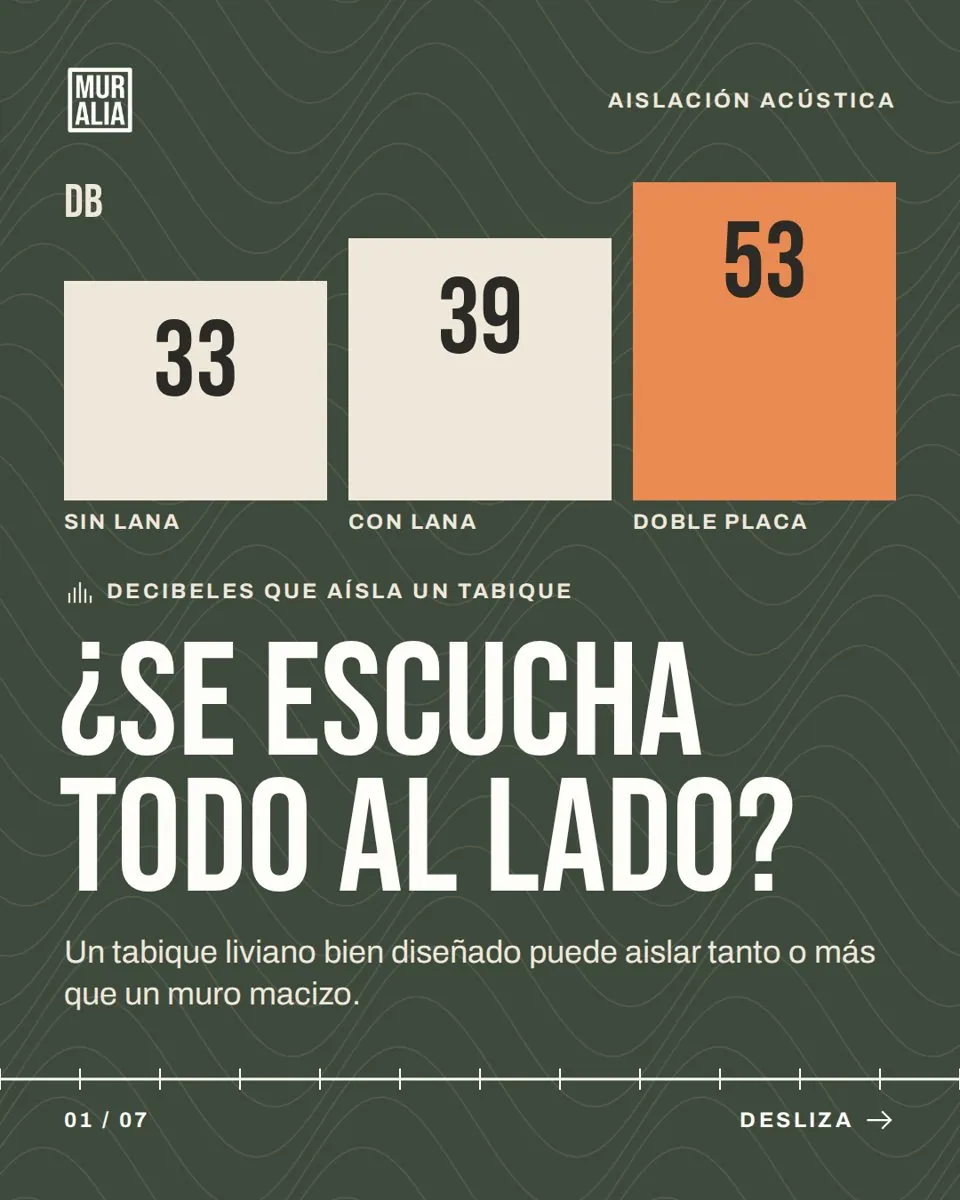 MUR
ALIA
AISLACIÓN ACÚSTICA
DB
33
39
53
SIN LANA
CON LANA
DOBLE PLACA
DECIBELES QUE AÍSLA UN TABIQUE
¿SE ESCUCHA
TODO AL LADO?
Un tabique liviano bien diseñado puede aislar tanto o más
que un muro macizo.
01 / 07
DESLIZA →